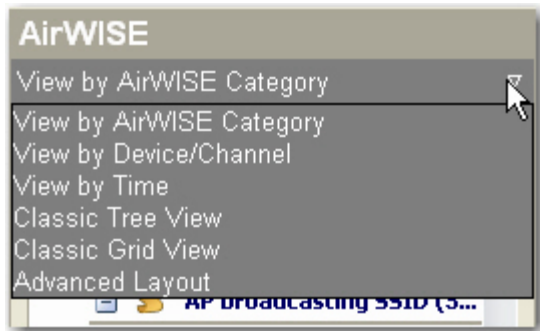 AirWISE
View by AirWISE Category
View by AirWISE Category
View by Device/Channel
View by Time
Classic Tree View
Classic Grid View
Advanced Layout
AP broadcasting SSID (3...